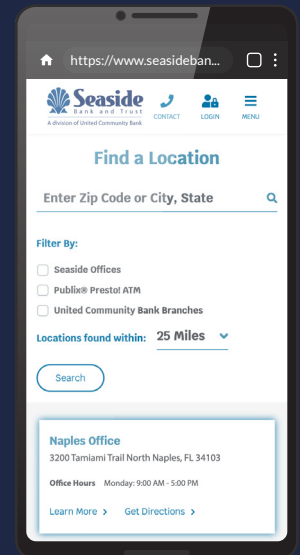 https://www.seasideban...
Seaside
Bank and Trust
A division of United Community Bank
CONTACT
LOGIN
MENU
Find a Location
Enter Zip Code or City, State
Filter By:
Seaside Offices
Publix® Presto! ATM
United Community Bank Branches
Locations found within: 25 Miles
Search
Naples Office
3200 Tamiami Trail North Naples, FL 34103
Office Hours Monday: 9:00 AM - 5:00 PM
Learn More > Get Directions >